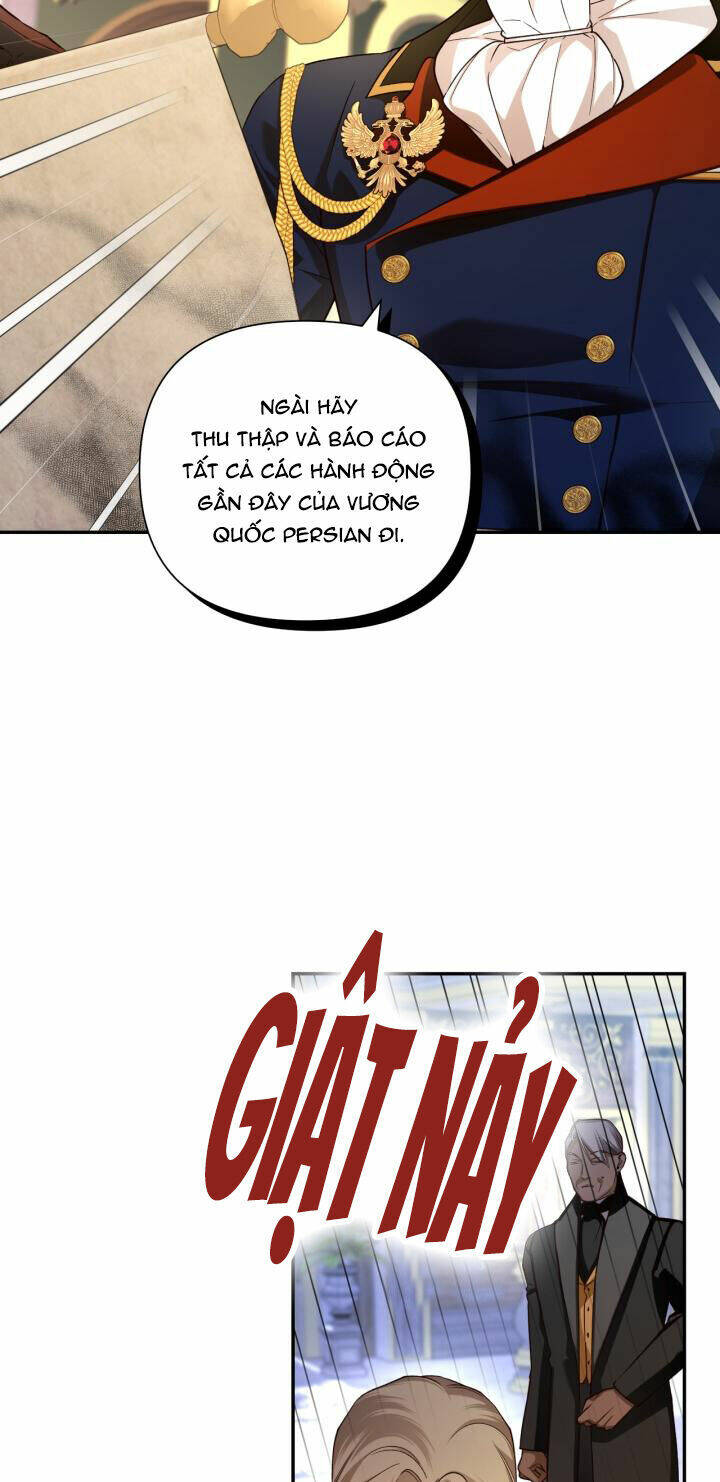 NGÀI HÃY
THU THẬP VÀ BÁO CÁO
TẤT CẢ CÁC HÀNH ĐỘNG
GẦN ĐÂY CỦA VƯƠNG
QUỐC PERSIAN ĐI.
GIẬT NẢY